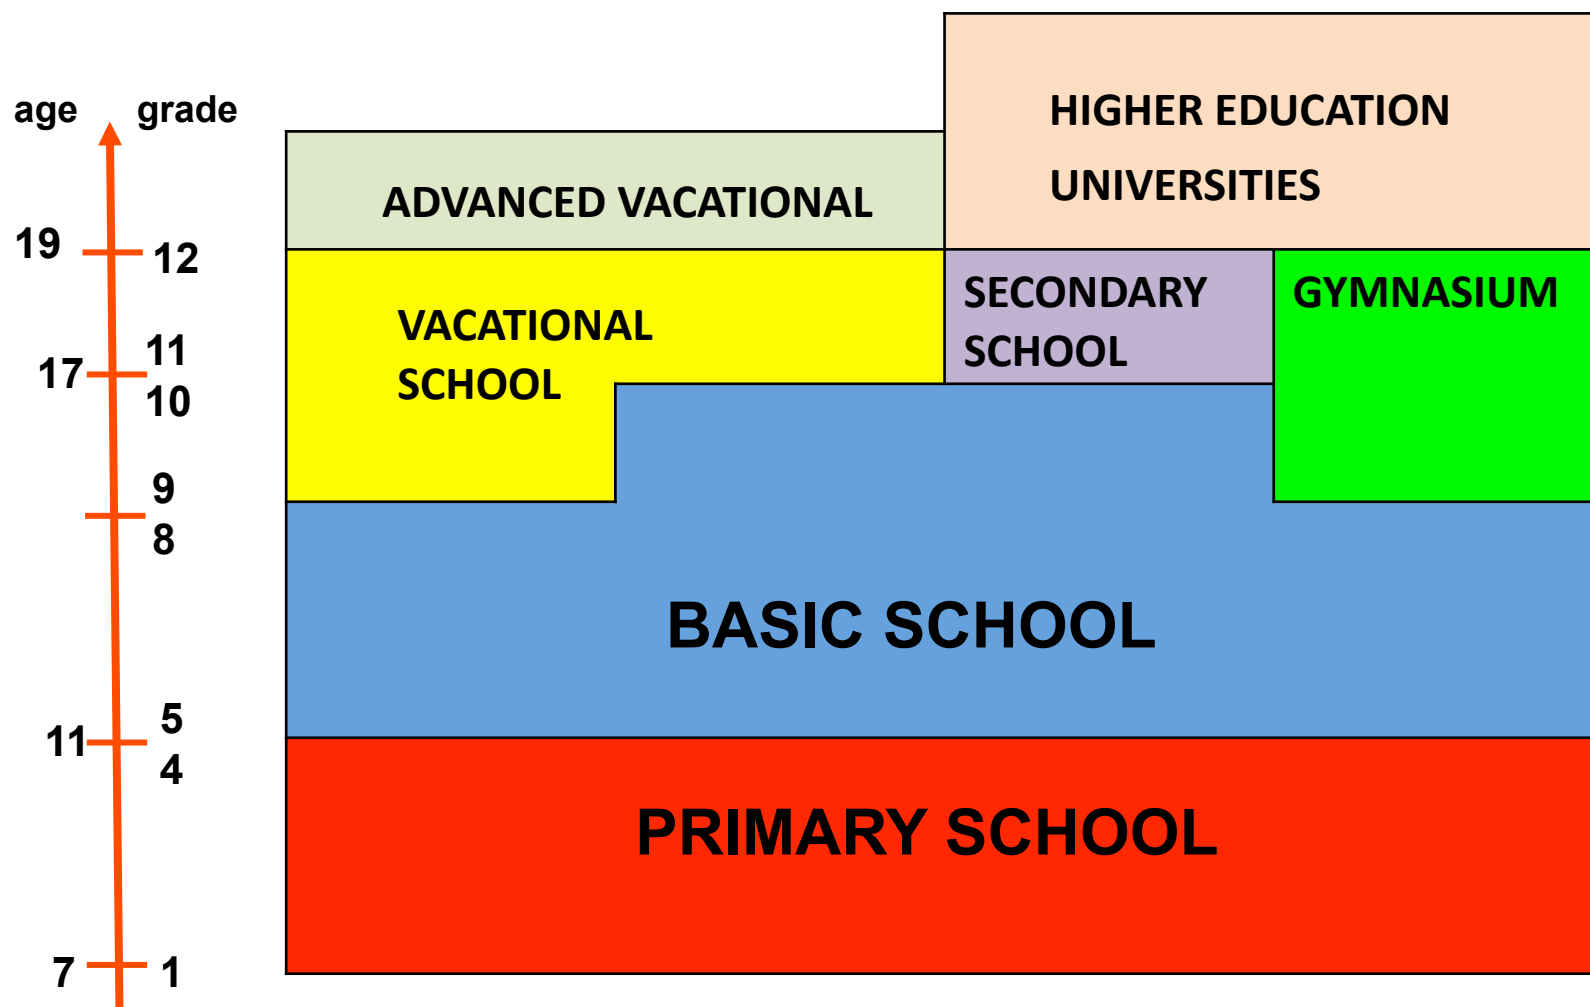 age grade
HIGHER EDUCATION
UNIVERSITIES
ADVANCED VACATIONAL
19 12
SECONDARY
SCHOOL
GYMNASIUM
VACATIONAL
SCHOOL
11
17
10
9
8
BASIC SCHOOL
5
11
4
PRIMARY SCHOOL
7 1